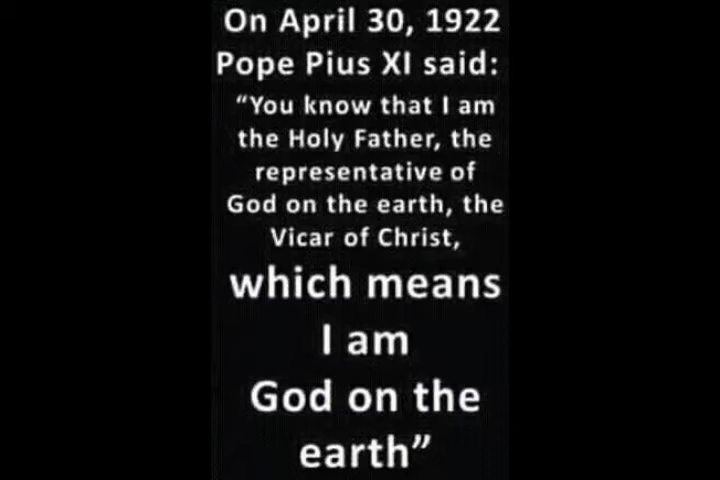 On April 30, 1922
Pope Pius XI said:
“You know that I am
the Holy Father, the
representative of
God on the earth, the
Vicar of Christ,
which means
I am
God on the
earth”